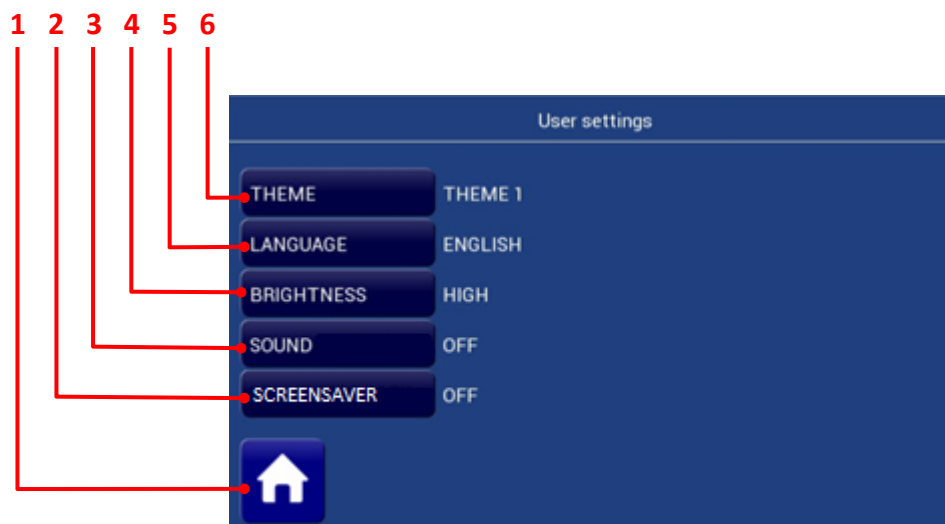 1 2 3 4 5 6
User settings
THEME THEME 1
LANGUAGE ENGLISH
BRIGHTNESS HIGH
SOUND OFF
SCREENSAVER OFF